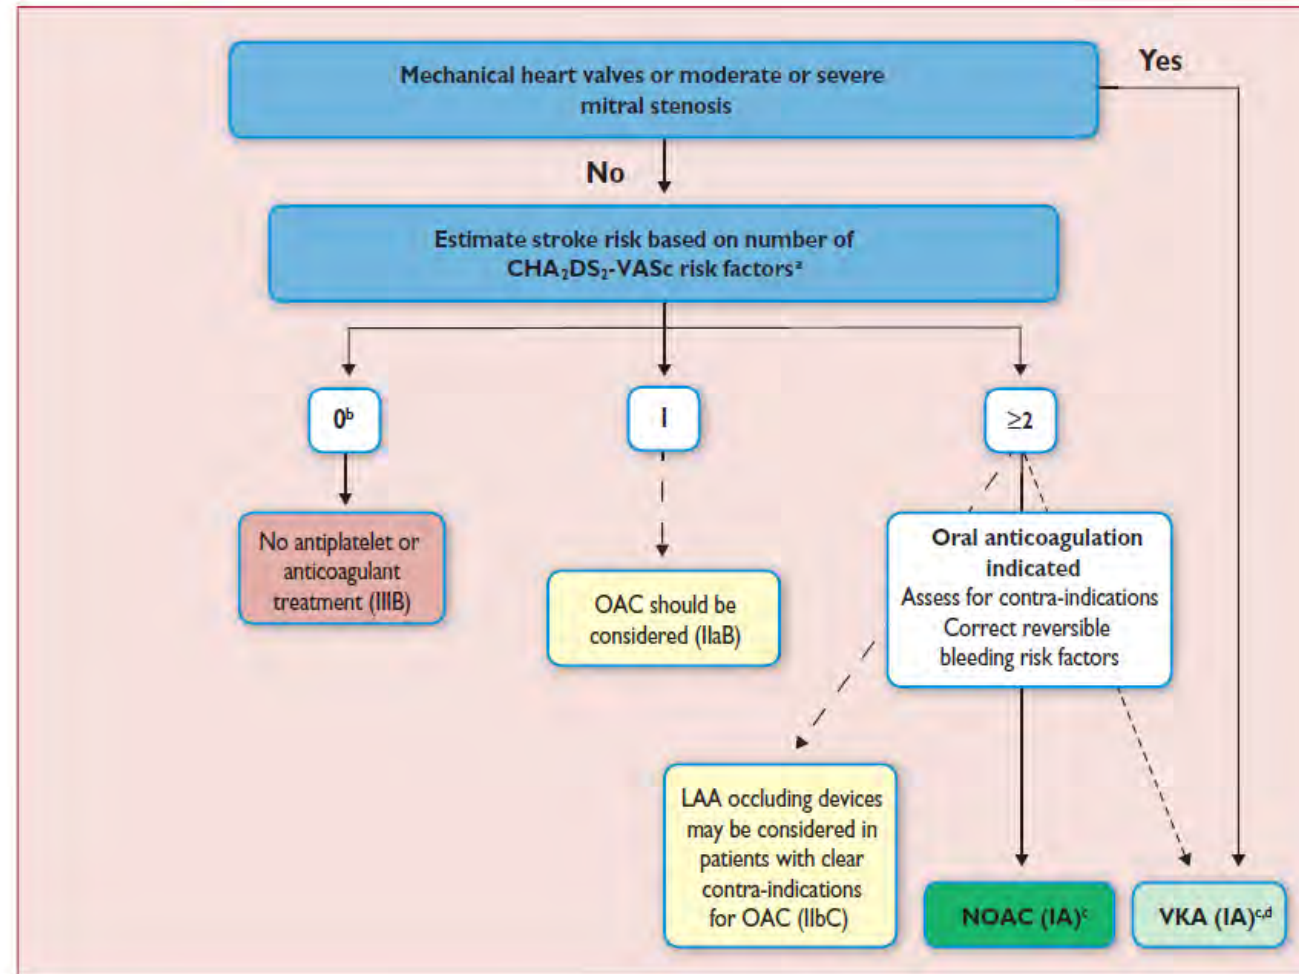 Mechanical heart valves or moderate or severe
mitral stenosis
Yes
No
Estimate stroke risk based on number of
CHA₂DS₂-VASc risk factorsᵃ
0ᵇ
1
≥2
No antiplatelet or
anticoagulant
treatment (IIIB)
OAC should be
considered (IIaB)
Oral anticoagulation
indicated
Assess for contra-indications
Correct reversible
bleeding risk factors
LAA occluding devices
may be considered in
patients with clear
contra-indications
for OAC (IIbC)
NOAC (IA)ᶜ
VKA (IA)ᶜ,ᵈ